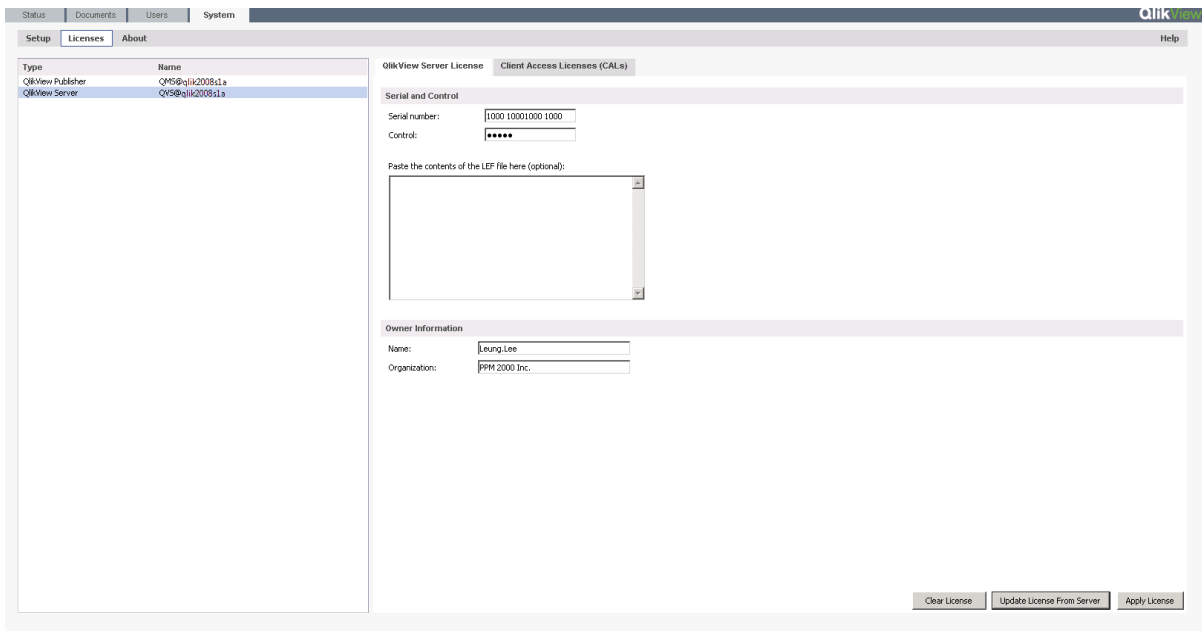 Status Documents Users System QlikView
Setup Licenses About Help
Type Name
QlikView Publisher QMS@qlik2008s1a
QlikView Server QVS@qlik2008s1a
QlikView Server License Client Access Licenses (CALs)
Serial and Control
Serial number: 1000 10001000 1000
Control: •••••
Paste the contents of the LEF file here (optional):
Owner Information
Name: Leung.Lee
Organization: PPM 2000 Inc.
Clear License Update License From Server Apply License